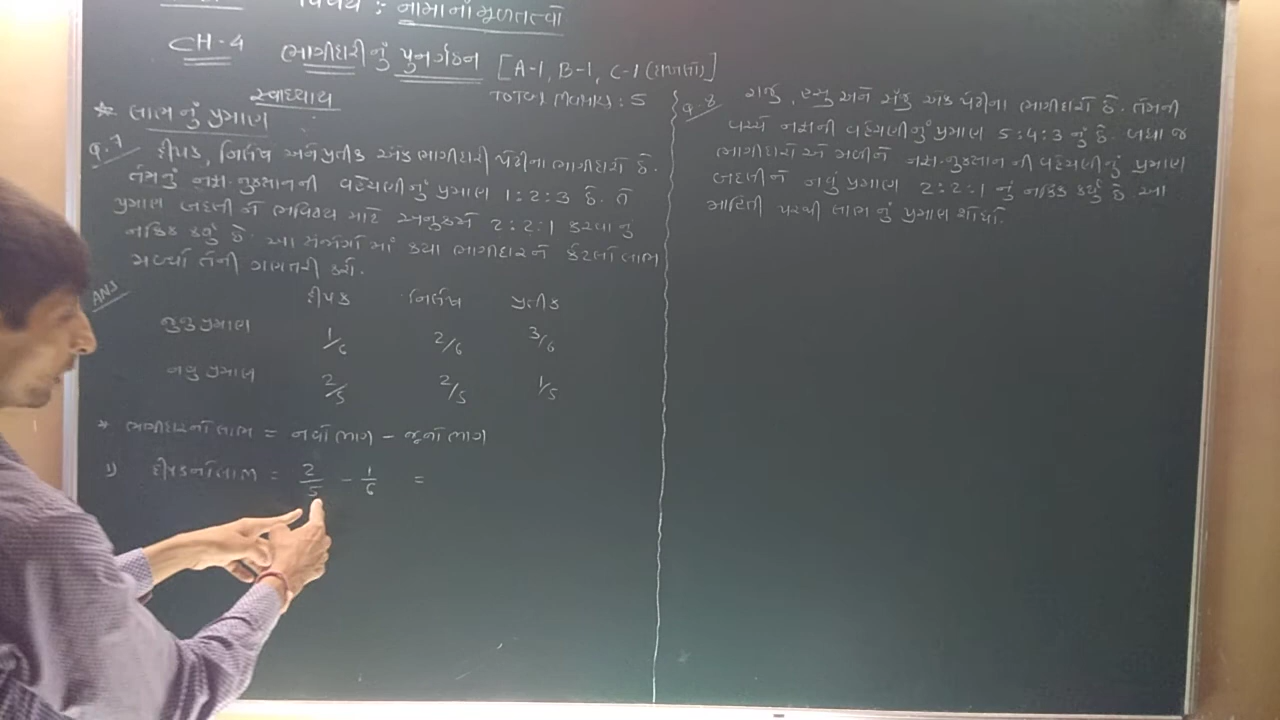 વિષય : નામાનાં મૂળતત્ત્વો
CH-4 ભાગીદારીનું પુનર્ગઠન [A-1, B-1, C-1 (દાખલો)]
સ્વાધ્યાય TOTAL MARKS : 5
* લાભનું પ્રમાણ
Q.7 દીપક, નિર્લેપ અને પ્રતીક એક ભાગીદારી પેઢીના ભાગીદારો છે.
તેમનું નફા-નુકસાનની વહેંચણીનું પ્રમાણ 1:2:3 છે. તે
પ્રમાણ બદલીને ભવિષ્ય માટે અનુક્રમે 2:2:1 કરવાનું
નક્કિ કર્યું છે. આ સંજોગોમાં કયા ભાગીદારને કેટલો લાભ
મળ્યો તેની ગણતરી કરો.
ANS
દીપક નિર્લેપ પ્રતીક
જુનુ પ્રમાણ 1/6 2/6 3/6
નવુ પ્રમાણ 2/5 2/5 1/5
* ભાગીદારનો લાભ = નવો ભાગ - જૂનો ભાગ
1) દીપકનો લાભ = 2/5 - 1/6 =
Q.8 રાજુ, રાસુ અને સંજુ એક પેઢીના ભાગીદારો છે. તેમની
વચ્ચે નફાની વહેંચણીનું પ્રમાણ 5:4:3 નું છે. બધા જ
ભાગીદારોએ મળીને નફા-નુકસાનની વહેંચણીનું પ્રમાણ
બદલીને નવું પ્રમાણ 2:2:1 નું નક્કિ કર્યું છે. આ
માહિતી પરથી લાભનું પ્રમાણ શોધો.